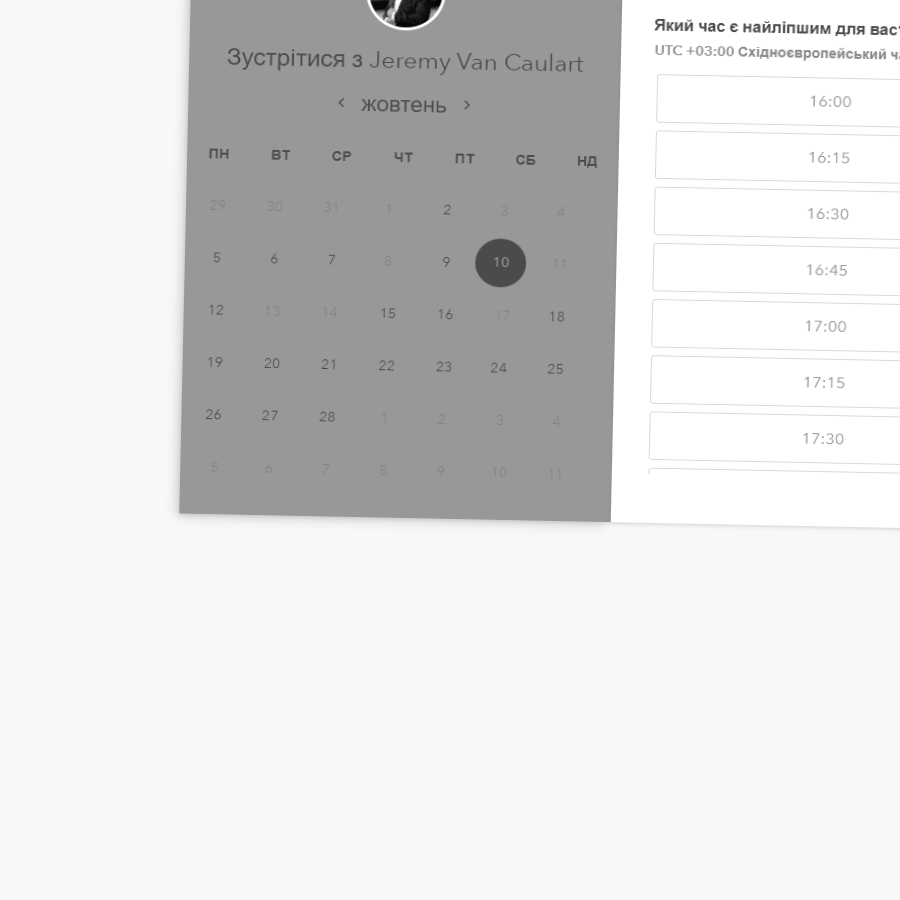 Зустрітися з Jeremy Van Caulart
‹ жовтень ›
ПН ВТ СР ЧТ ПТ СБ НД
29 30 31 1 2 3 4
5 6 7 8 9 10 11
12 13 14 15 16 17 18
19 20 21 22 23 24 25
26 27 28 1 2 3 4
5 6 7 8 9 10 11
Який час є найліпшим для вас
UTC +03:00 Східноєвропейський
16:00
16:15
16:30
16:45
17:00
17:15
17:30